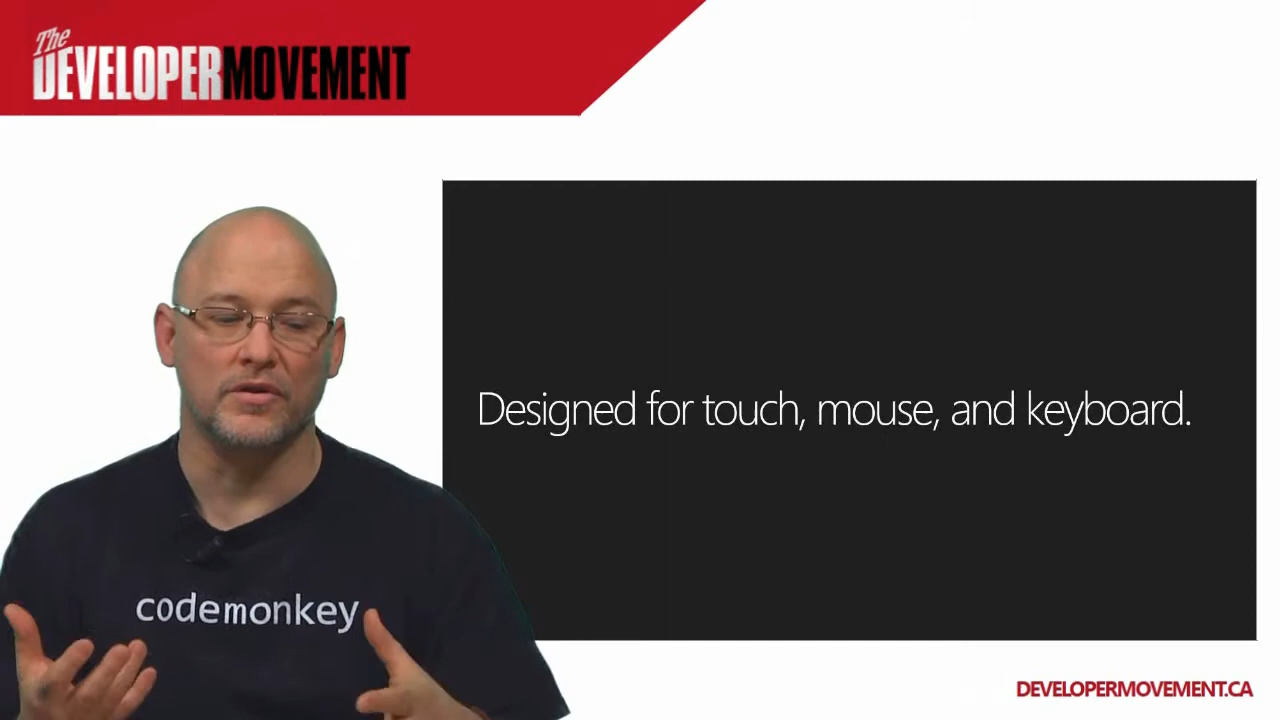 The
DEVELOPERMOVEMENT
Designed for touch, mouse, and keyboard.
codemonkey
DEVELOPERMOVEMENT.CA